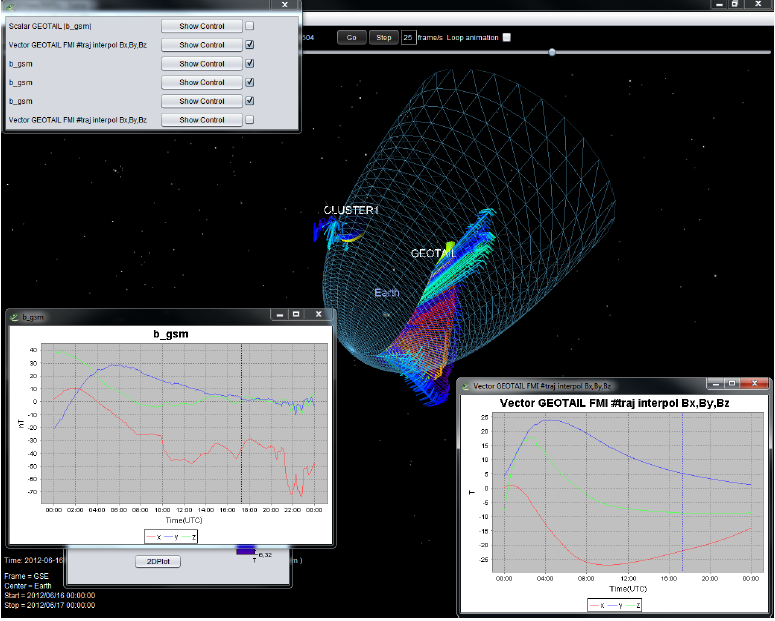 Scalar GEOTAIL (b_gsm) Show Control
Vector GEOTAIL FMI #traj interpol Bx,By,Bz Show Control
b_gsm Show Control
b_gsm Show Control
b_gsm Show Control
Vector GEOTAIL FMI #traj interpol Bx,By,Bz Show Control
504 Go Step 25 frame/s Loop animation
CLUSTER1
GEOTAIL
Earth
b_gsm
b_gsm
40
30
20
10
0
-10
-20
-30
-40
-50
-60
-70
nT
00:00 02:00 04:00 06:00 08:00 10:00 12:00 14:00 16:00 18:00 20:00 22:00 00:00
Time(UTC)
x y z
Vector GEOTAIL FMI #traj interpol Bx,By,Bz
Vector GEOTAIL FMI #traj interpol Bx,By,Bz
25
20
15
10
5
0
-5
-10
-15
-20
-25
T
00:00 04:00 08:00 12:00 16:00 20:00 00:00
Time(UTC)
x y z
Time: 2012-06-16
2DPlot
-6.32
T
m )
Frame = GSE
Center = Earth
Start = 2012/06/16 00:00:00
Stop = 2012/06/17 00:00:00